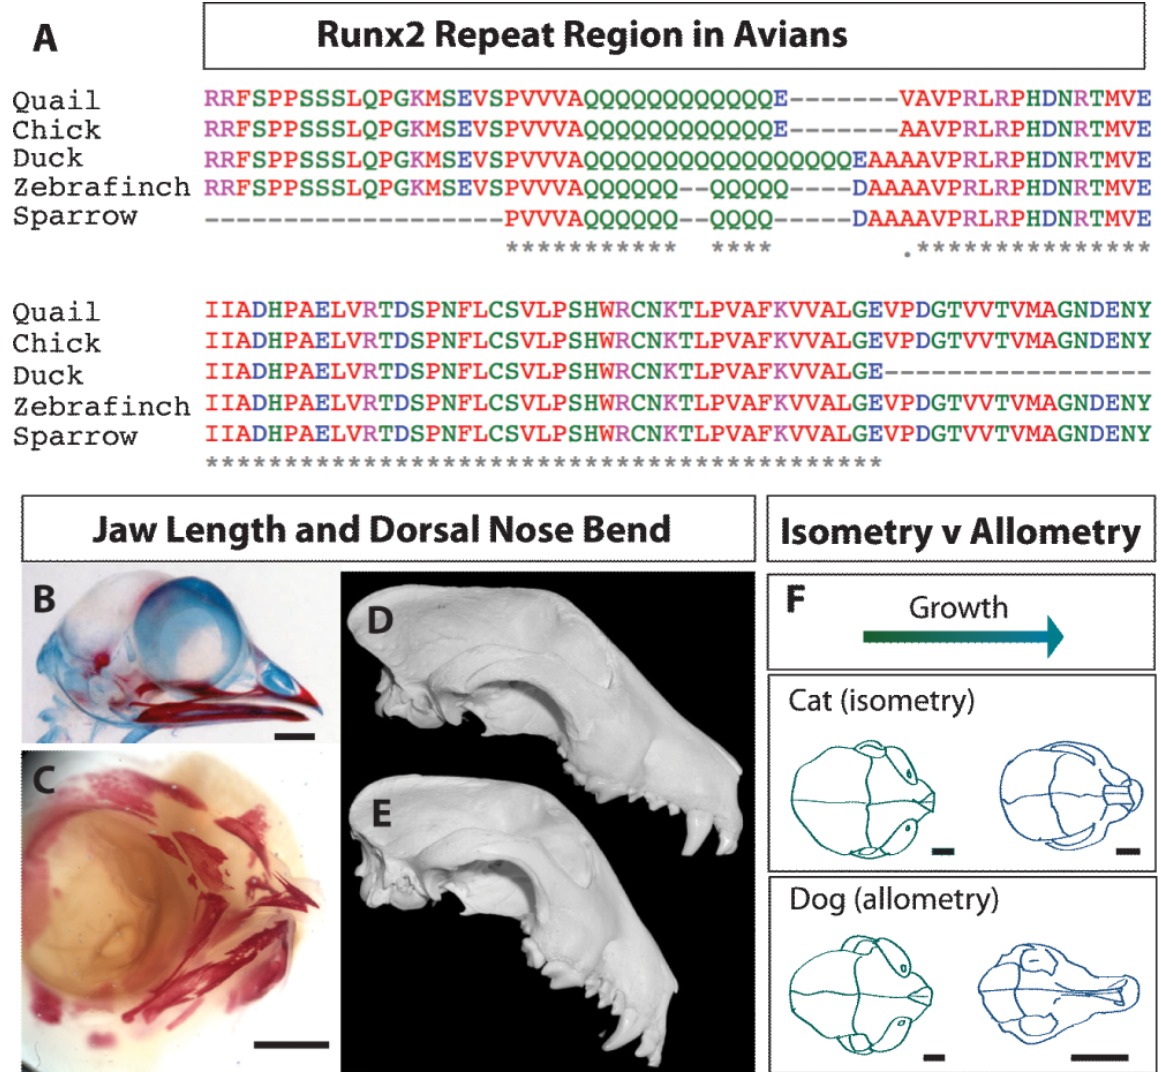 A
Runx2 Repeat Region in Avians
Quail RRFSPPSSSLQPGKMSEVSPVVVAQQQQQQQQQQQQE-------VAVPRLRPHDNRTMVE
Chick RRFSPPSSSLQPGKMSEVSPVVVAQQQQQQQQQQQQE-------AAVPRLRPHDNRTMVE
Duck RRFSPPSSSLQPGKMSEVSPVVVAQQQQQQQQQQQQQQQQQEAAAAVPRLRPHDNRTMVE
Zebrafinch RRFSPPSSSLQPGKMSEVSPVVVAQQQQQQ--QQQQQ----DAAAAVPRLRPHDNRTMVE
Sparrow -------------------PVVVAQQQQQQ--QQQQ-----DAAAAVPRLRPHDNRTMVE
*********** **** .***************
Quail IIADHPAELVRTDSPNFLCSVLPSHWRCNKTLPVAFKVVALGEVPDGTVVTVMAGNDENY
Chick IIADHPAELVRTDSPNFLCSVLPSHWRCNKTLPVAFKVVALGEVPDGTVVTVMAGNDENY
Duck IIADHPAELVRTDSPNFLCSVLPSHWRCNKTLPVAFKVVALGE-----------------
Zebrafinch IIADHPAELVRTDSPNFLCSVLPSHWRCNKTLPVAFKVVALGEVPDGTVVTVMAGNDENY
Sparrow IIADHPAELVRTDSPNFLCSVLPSHWRCNKTLPVAFKVVALGEVPDGTVVTVMAGNDENY
*******************************************
Jaw Length and Dorsal Nose Bend
Isometry v Allometry
B
C
D
E
F
Growth
Cat (isometry)
Dog (allometry)